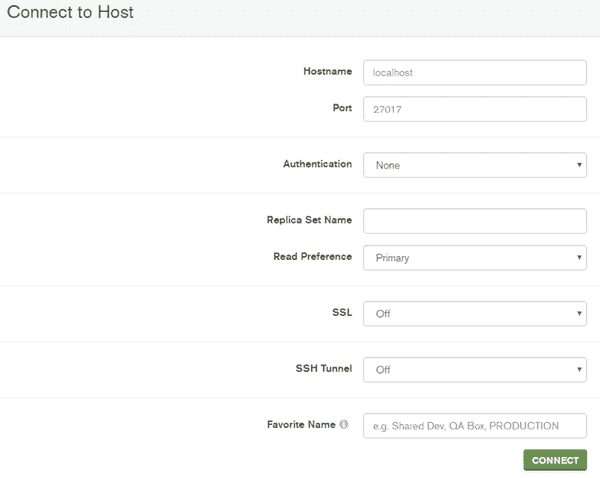 Connect to Host
Hostname localhost
Port 27017
Authentication None
Replica Set Name
Read Preference Primary
SSL Off
SSH Tunnel Off
Favorite Name e.g. Shared Dev, QA Box, PRODUCTION
CONNECT